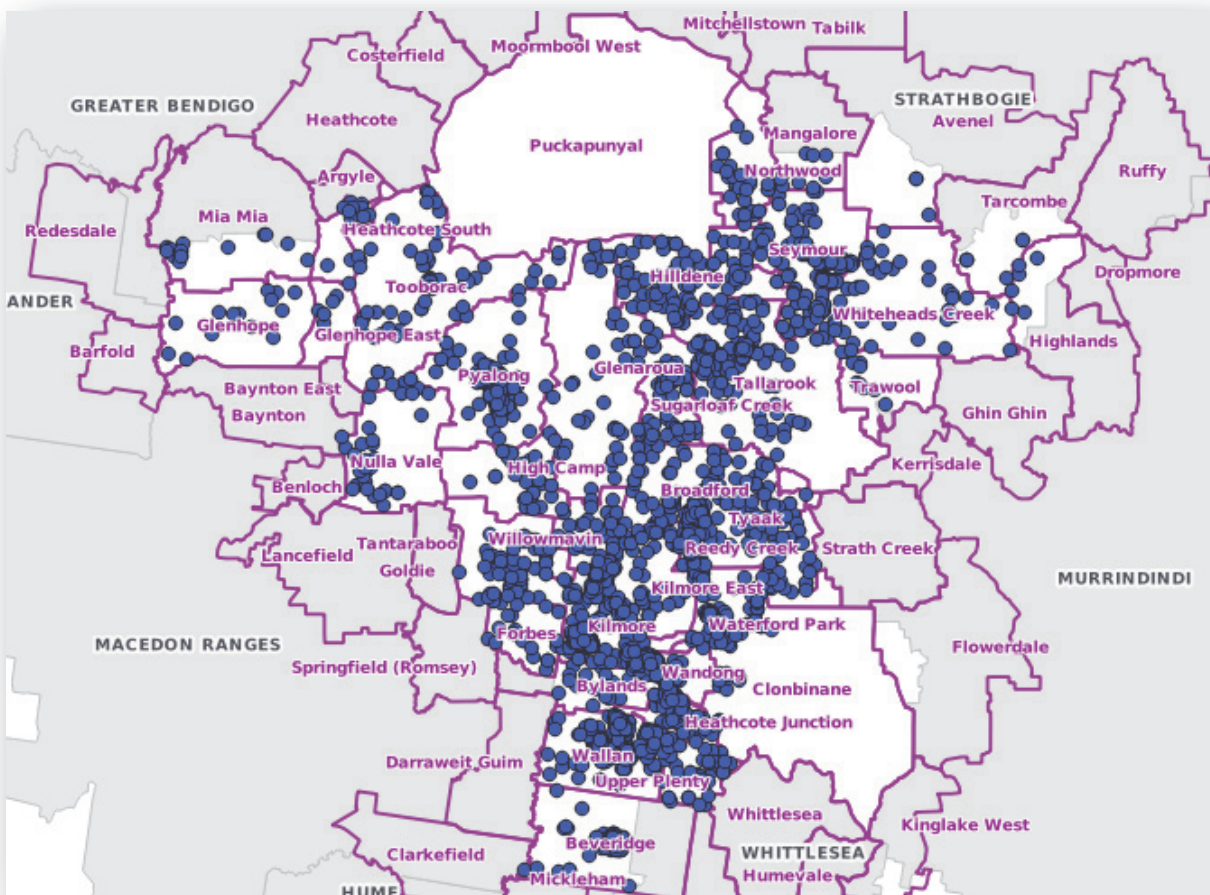 Mitchellstown
Tabilk
Moormbool West
Costerfield
GREATER BENDIGO
STRATHBOGIE
Heathcote
Avenel
Mangalore
Puckapunyal
Northwood
Ruffy
Argyle
Tarcombe
Mia Mia
Redesdale
Heathcote South
Seymour
Hilldene
Dropmore
Tooborac
ANDER
Whiteheads Creek
Glenhope
Glenhope East
Highlands
Barfold
Glenaroua
Pyalong
Tallarook
Trawool
Baynton East
Sugarloaf Creek
Ghin Ghin
Baynton
Nulla Vale
Kerrisdale
High Camp
Benloch
Broadford
Tyaak
Willowmavin
Tantaraboo
Reedy Creek
Strath Creek
Lancefield
Goldie
MURRINDINDI
Kilmore East
Waterford Park
Kilmore
Forbes
MACEDON RANGES
Flowerdale
Springfield (Romsey)
Wandong
Bylands
Clonbinane
Heathcote Junction
Wallan
Darraweit Guim
Upper Plenty
Whittlesea
Kinglake West
Beveridge
WHITTLESEA
Clarkefield
Humevale
Mickleham
HUME